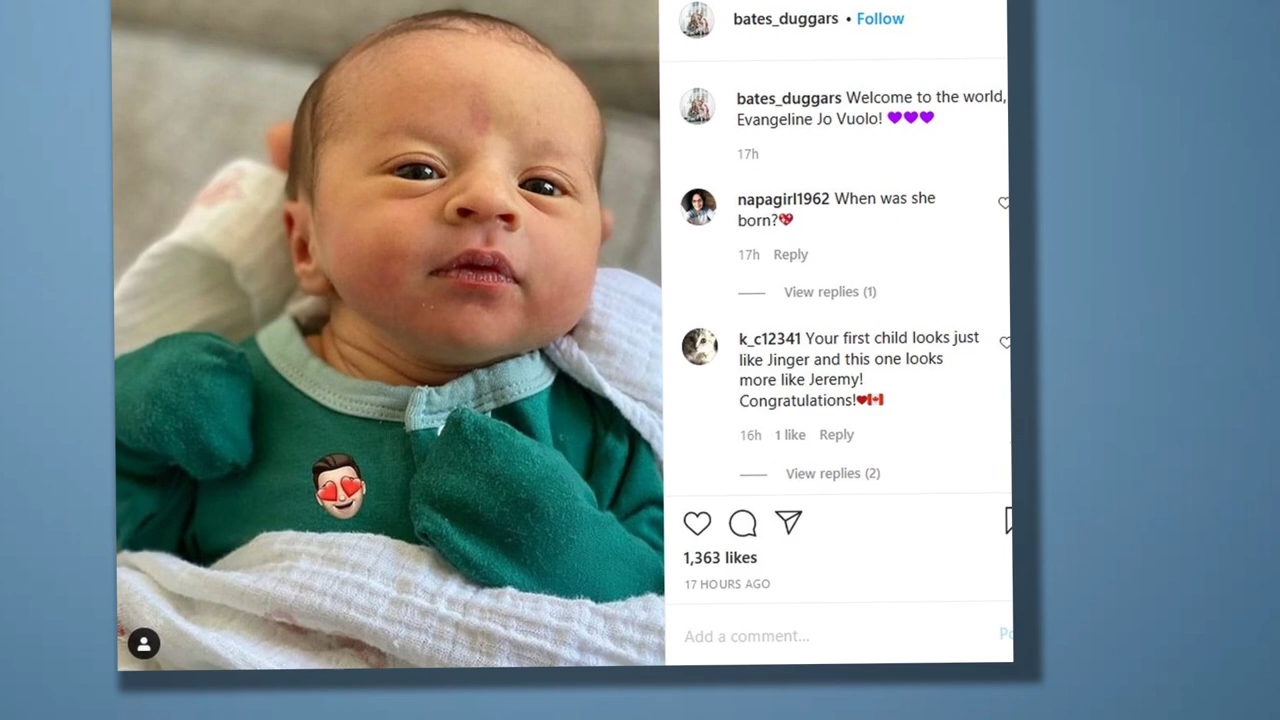 bates_duggars • Follow
bates_duggars Welcome to the world,
Evangeline Jo Vuolo! 💜💜💜
17h
napagirl1962 When was she
born?💖
17h Reply
View replies (1)
k_c12341 Your first child looks just
like Jinger and this one looks
more like Jeremy!
Congratulations!❤️🇨🇦
16h 1 like Reply
View replies (2)
1,363 likes
17 HOURS AGO
Add a comment...